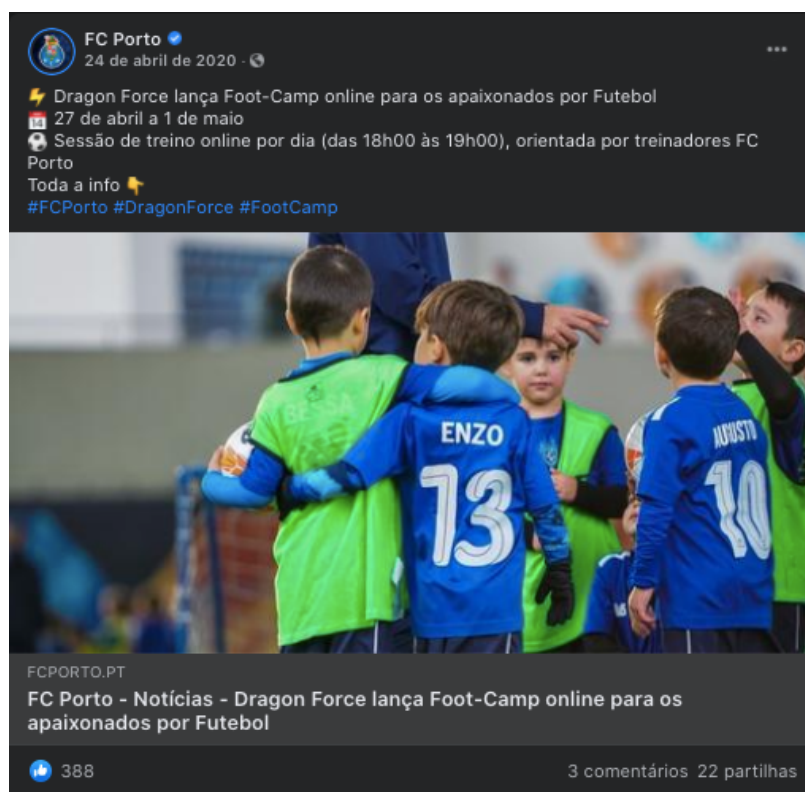 FC Porto
24 de abril de 2020 ·
Dragon Force lança Foot-Camp online para os apaixonados por Futebol
27 de abril a 1 de maio
Sessão de treino online por dia (das 18h00 às 19h00), orientada por treinadores FC
Porto
Toda a info
#FCPorto #DragonForce #FootCamp
BESSA
ENZO
13
AUGUSTO
10
FCPORTO.PT
FC Porto - Notícias - Dragon Force lança Foot-Camp online para os
apaixonados por Futebol
388
3 comentários 22 partilhas